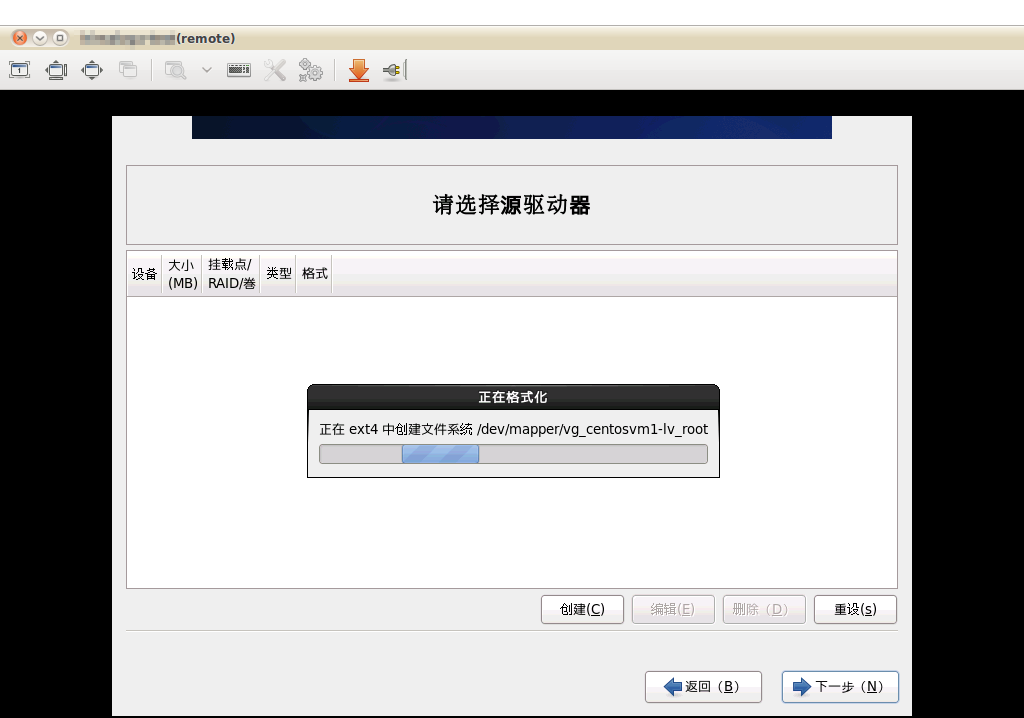 (remote)
请选择源驱动器
设备
大小
(MB)
挂载点/
RAID/卷
类型
格式
正在格式化
正在 ext4 中创建文件系统 /dev/mapper/vg_centosvm1-lv_root
创建(C)
编辑(E)
删除（D）
重设(s)
返回（B）
下一步（N）